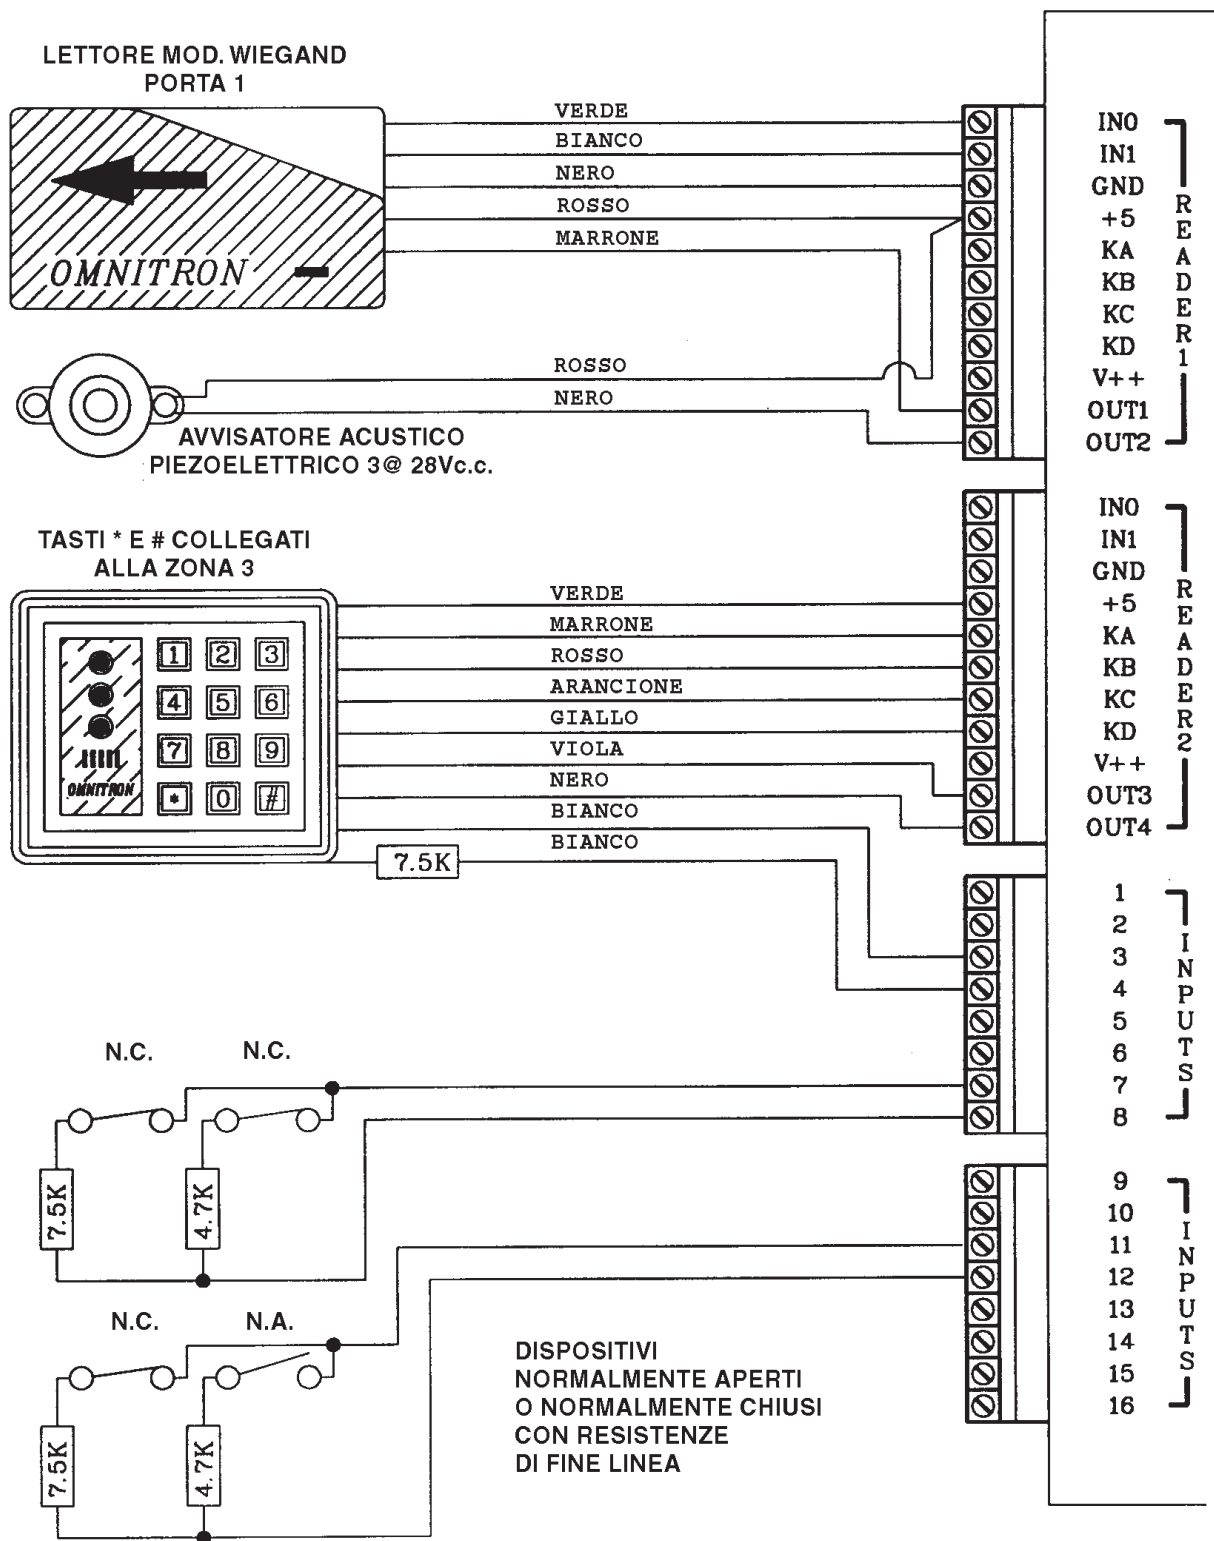 LETTORE MOD. WIEGAND
PORTA 1
OMNITRON
VERDE
BIANCO
NERO
ROSSO
MARRONE
IN0
IN1
GND
+5
KA
KB
KC
KD
V++
OUT1
OUT2
READER1
ROSSO
NERO
AVVISATORE ACUSTICO
PIEZOELETTRICO 3@ 28Vc.c.
TASTI * E # COLLEGATI
ALLA ZONA 3
1 2 3
4 5 6
7 8 9
* 0 #
OMNITRON
VERDE
MARRONE
ROSSO
ARANCIONE
GIALLO
VIOLA
NERO
BIANCO
BIANCO
7.5K
IN0
IN1
GND
+5
KA
KB
KC
KD
V++
OUT3
OUT4
READER2
1
2
3
4
5
6
7
8
INPUTS
N.C. N.C.
7.5K 4.7K
9
10
11
12
13
14
15
16
INPUTS
N.C. N.A.
7.5K 4.7K
DISPOSITIVI
NORMALMENTE APERTI
O NORMALMENTE CHIUSI
CON RESISTENZE
DI FINE LINEA